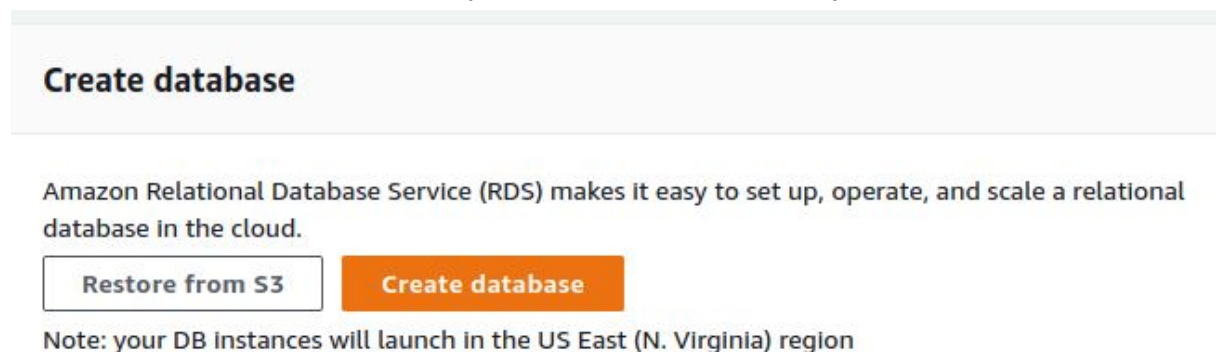 Create database
Amazon Relational Database Service (RDS) makes it easy to set up, operate, and scale a relational
database in the cloud.
Restore from S3 Create database
Note: your DB instances will launch in the US East (N. Virginia) region